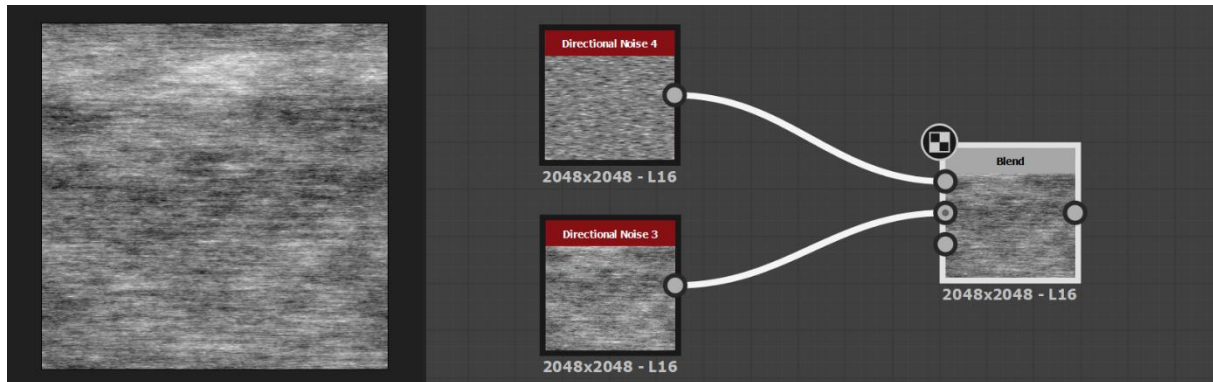 Directional Noise 4
2048x2048 - L16
Blend
2048x2048 - L16
Directional Noise 3
2048x2048 - L16